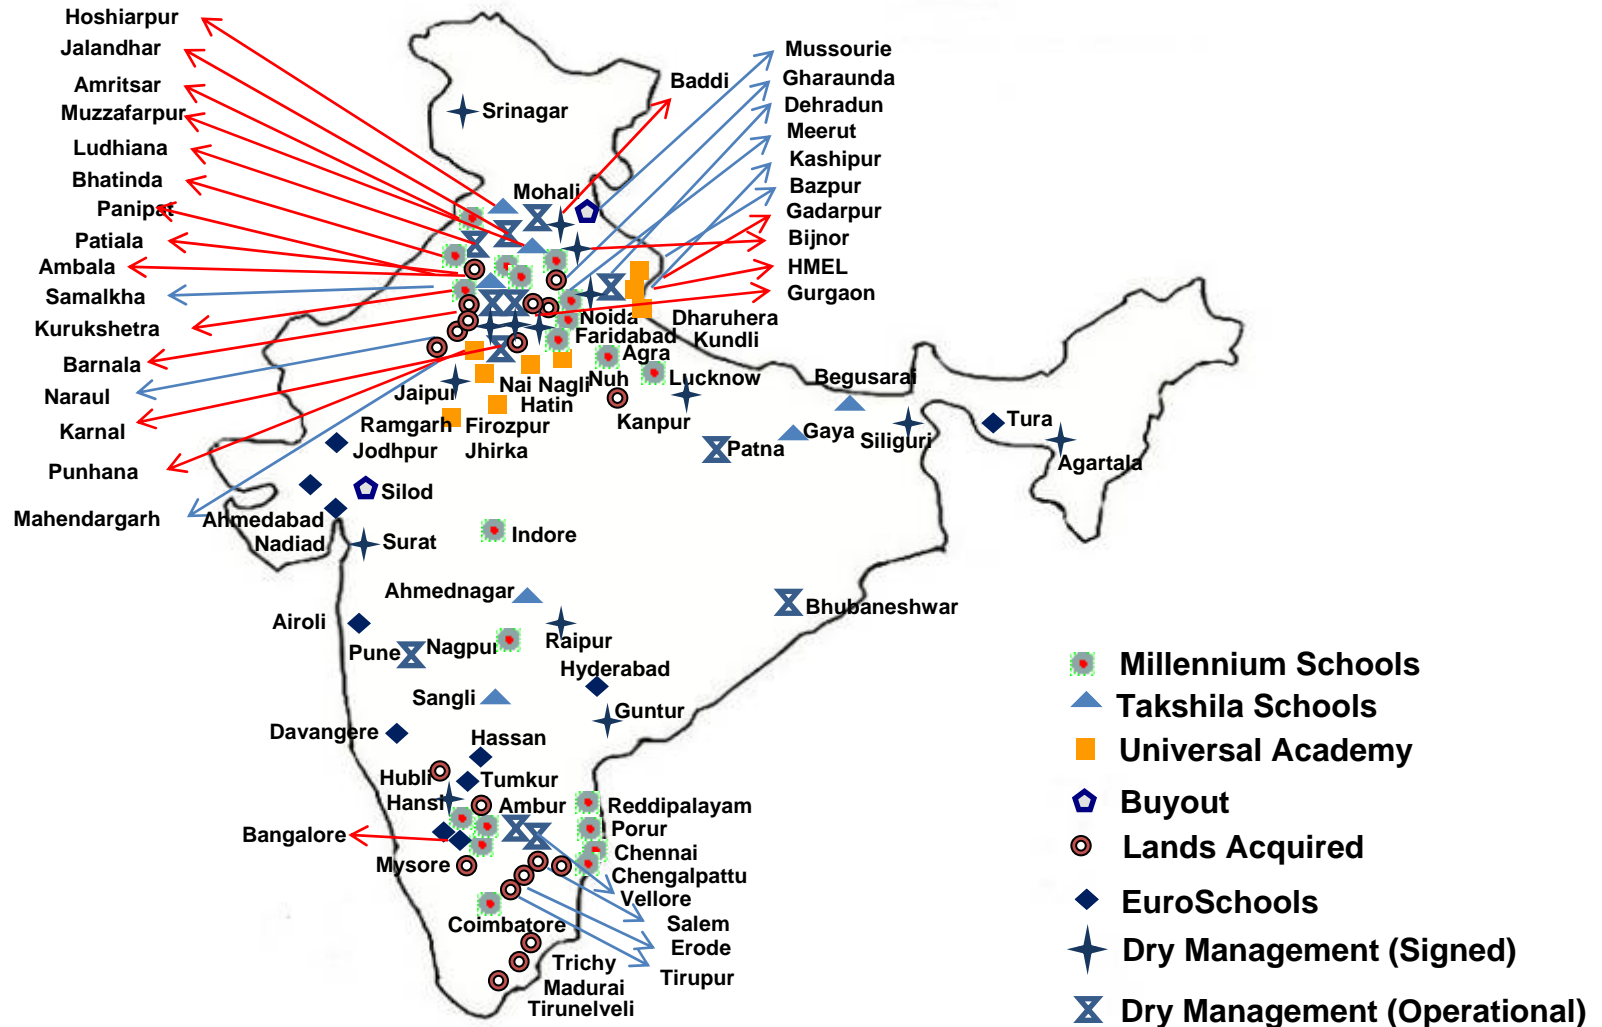 Hoshiarpur
Jalandhar
Amritsar
Muzzafarpur
Ludhiana
Bhatinda
Panipat
Patiala
Ambala
Samalkha
Kurukshetra
Barnala
Naraul
Karnal
Punhana
Mahendargarh
Srinagar
Baddi
Mohali
Mussourie
Gharaunda
Dehradun
Meerut
Kashipur
Bazpur
Gadarpur
Bijnor
HMEL
Gurgaon
Noida
Dharuhera
Faridabad
Kundli
Agra
Nuh
Lucknow
Jaipur
Nai Nagli
Hatin
Kanpur
Begusarai
Ramgarh
Firozpur
Jodhpur
Jhirka
Patna
Gaya
Siliguri
Tura
Agartala
Silod
Ahmedabad
Nadiad
Surat
Indore
Ahmednagar
Bhubaneshwar
Airoli
Pune
Nagpur
Raipur
Hyderabad
Sangli
Guntur
Davangere
Hassan
Hubli
Tumkur
Hansi
Ambur
Reddipalayam
Bangalore
Porur
Chennai
Mysore
Chengalpattu
Vellore
Coimbatore
Salem
Erode
Trichy
Tirupur
Madurai
Tirunelveli
Millennium Schools
Takshila Schools
Universal Academy
Buyout
Lands Acquired
EuroSchools
Dry Management (Signed)
Dry Management (Operational)